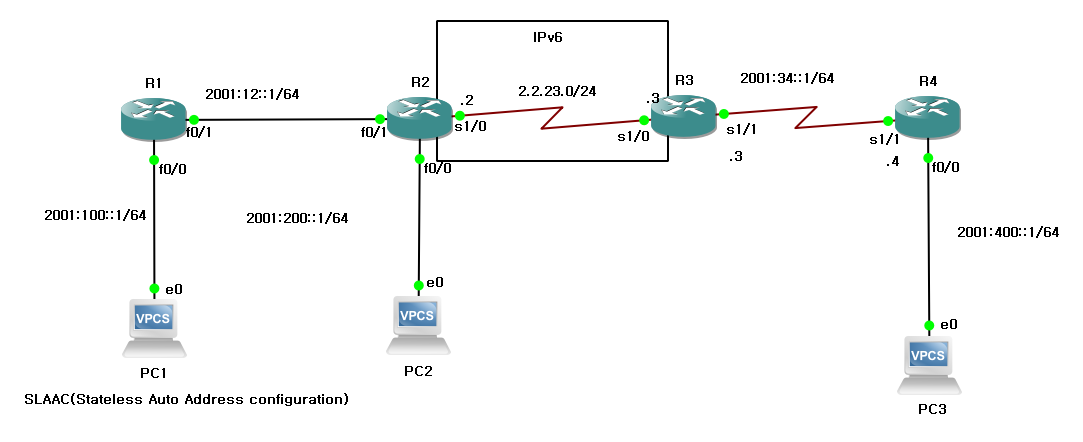 IPv6
R1
R2
R3
R4
2001:12::1/64
2.2.23.0/24
2001:34::1/64
.2
.3
f0/1
f0/1
s1/0
s1/0
s1/1
s1/1
.3
.4
f0/0
f0/0
f0/0
2001:100::1/64
2001:200::1/64
2001:400::1/64
e0
e0
e0
VPCS
VPCS
VPCS
PC1
PC2
PC3
SLAAC(Stateless Auto Address configuration)